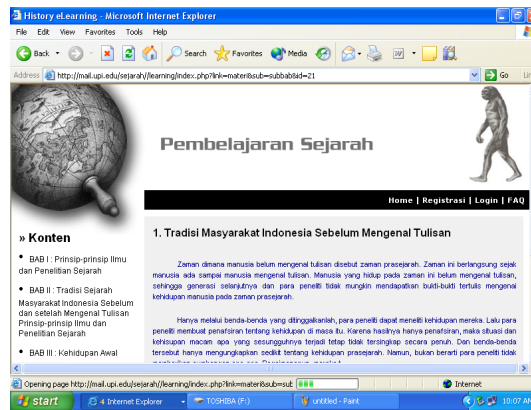 History eLearning - Microsoft Internet Explorer
File Edit View Favorites Tools Help
Back Search Favorites Media
Address http://mail.upi.edu/sejarah//learning/index.php?link=materi&sub=subbab&id=21 Go
Pembelajaran Sejarah
Home | Registrasi | Login | FAQ
» Konten
• BAB I : Prinsip-prinsip Ilmu
dan Penelitian Sejarah
• BAB II : Tradisi Sejarah
Masyarakat Indonesia Sebelum
dan setelah Mengenal Tulisan
Prinsip-prinsip Ilmu dan
Penelitian Sejarah
• BAB III : Kehidupan Awal
1. Tradisi Masyarakat Indonesia Sebelum Mengenal Tulisan
Zaman dimana manusia belum mengenal tulisan disebut zaman prasejarah. Zaman ini berlangsung sejak
manusia ada sampai manusia mengenal tulisan. Manusia yang hidup pada zaman ini belum mengenal tulisan,
sehingga generasi selanjutnya dan para peneliti tidak mungkin mendapatkan bukti-bukti tertulis mengenai
kehidupan manusia pada zaman prasejarah.
Hanya melalui benda-benda yang ditinggalkanlah, para peneliti dapat meneliti kehidupan mereka. Lalu para
peneliti membuat penafsiran tentang kehidupan di masa itu. Karena hasilnya hanya penafsiran, maka situasi dan
kehisupan macam apa yang sesungguhnya terjadi tetap tidak tersingkap secara penuh. Dan benda-benda
tersebut hanya mengungkapkan sedikit tentang kehidupan prasejarah. Namun, bukan berarti para peneliti tidak
Opening page http://mail.upi.edu/sejarah//learning/index.php?link=materi&sub=sub Internet
start 4 Internet Explorer TOSHIBA (F:) untitled - Paint 10:07 AM